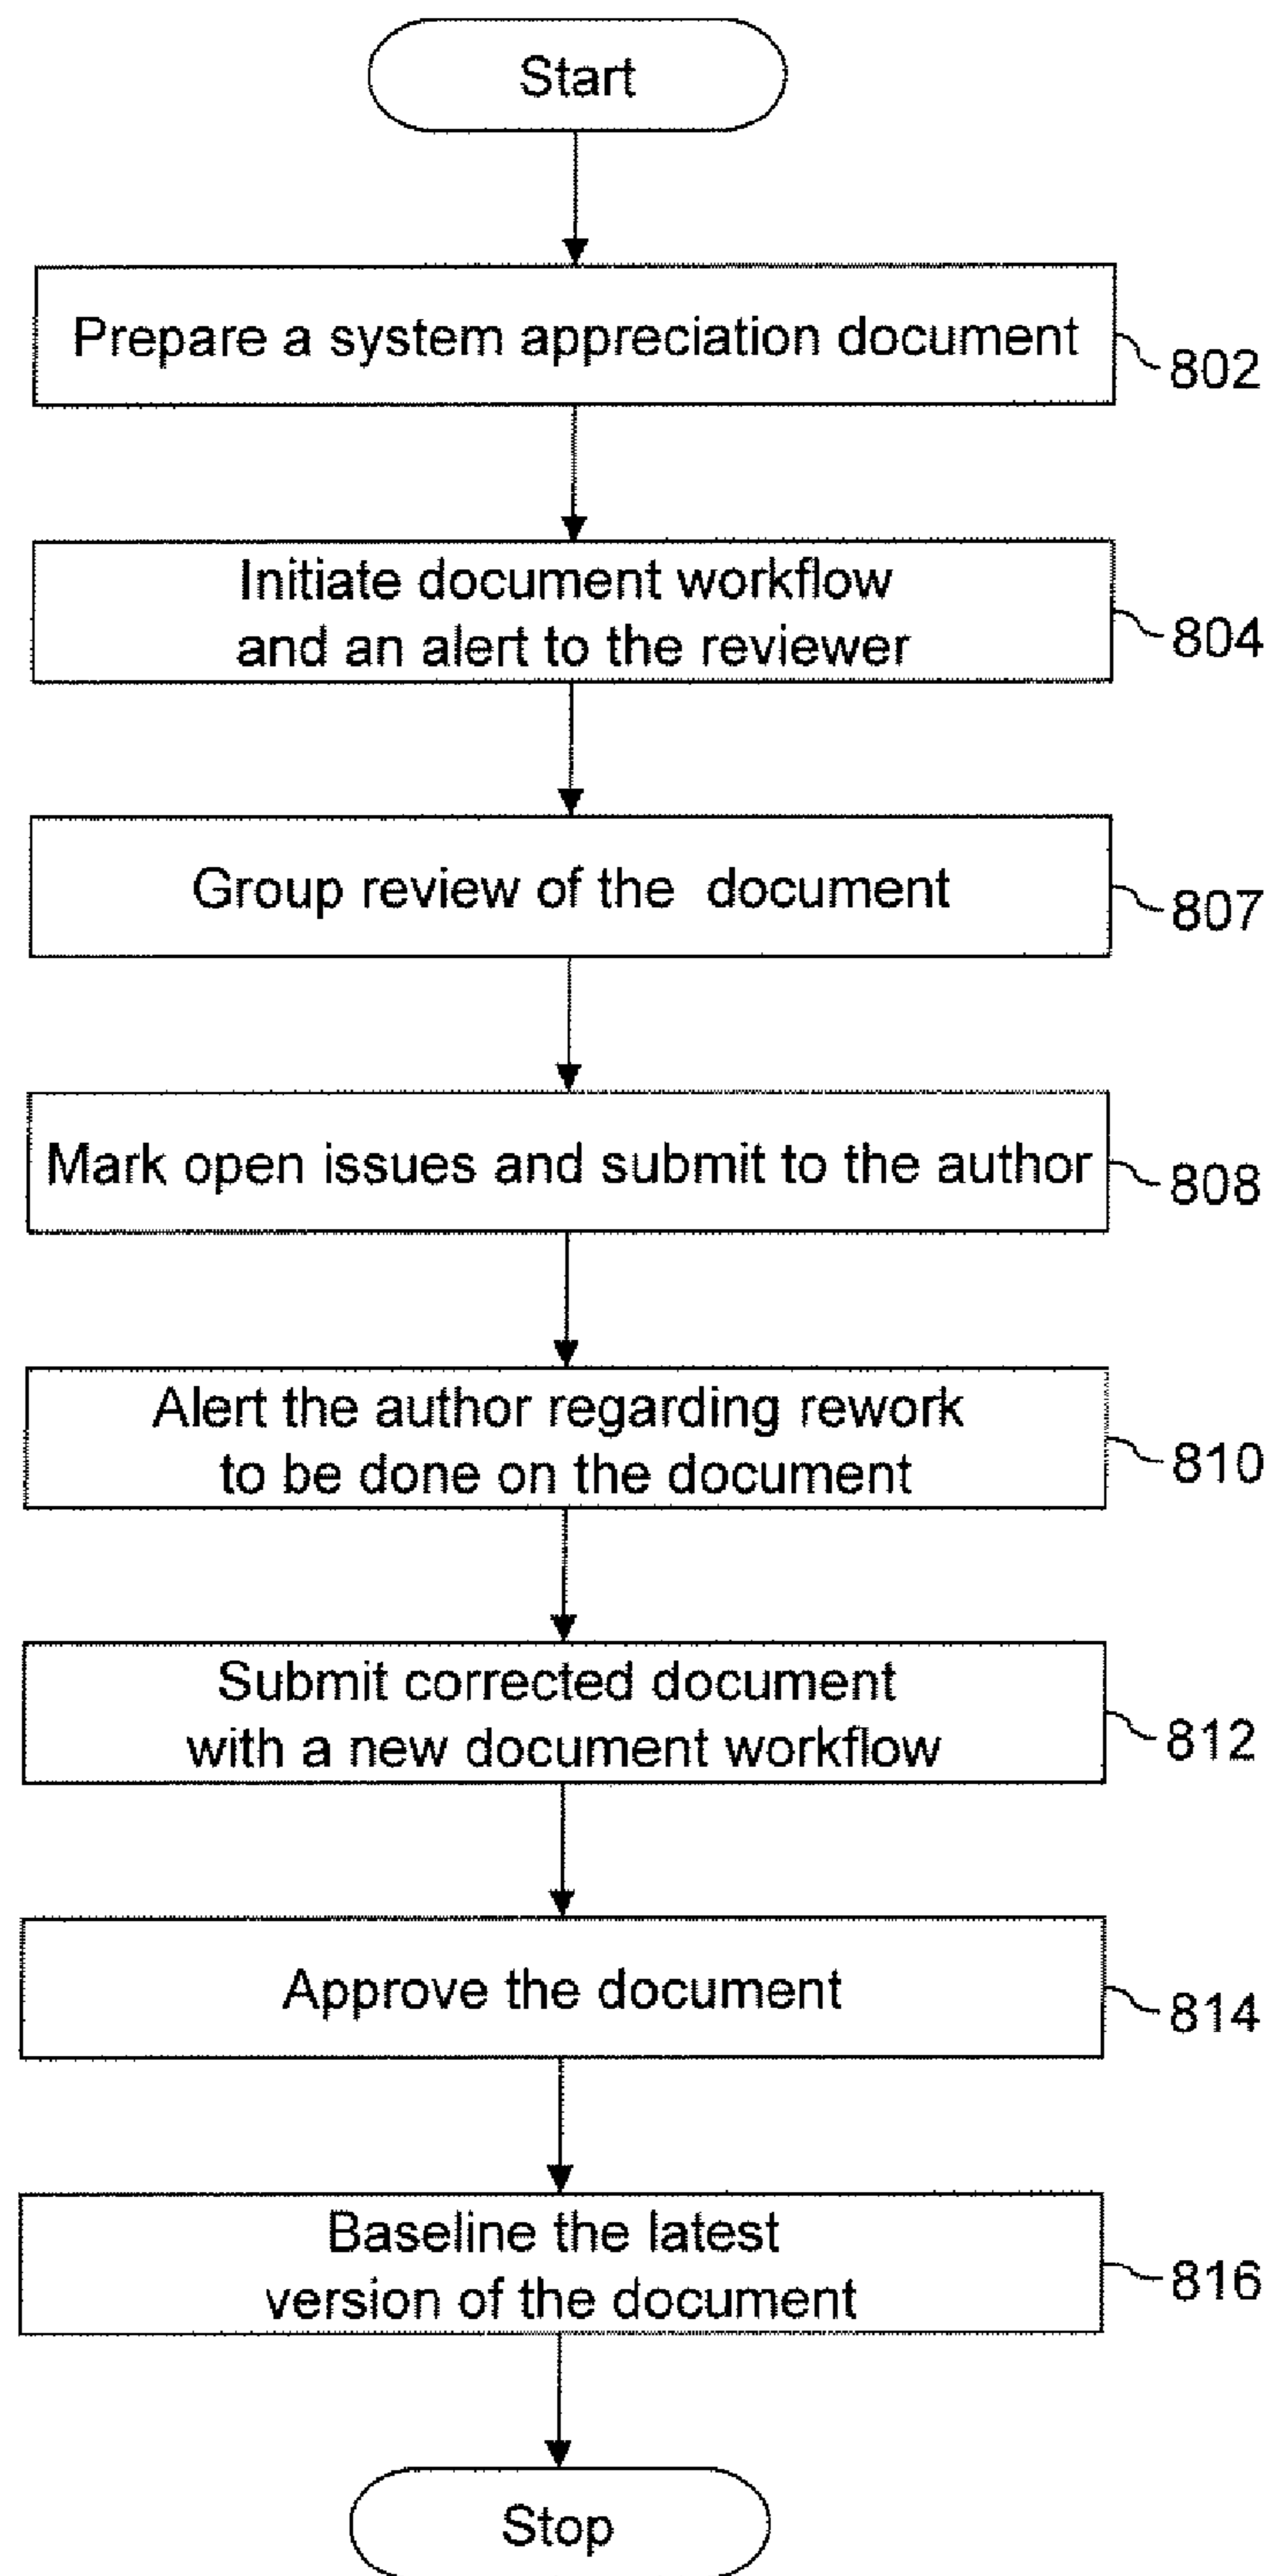 Start
Prepare a system appreciation document
802
Initiate document workflow
and an alert to the reviewer
804
Group review of the document
807
Mark open issues and submit to the author
808
Alert the author regarding rework
to be done on the document
810
Submit corrected document
with a new document workflow
812
Approve the document
814
Baseline the latest
version of the document
816
Stop